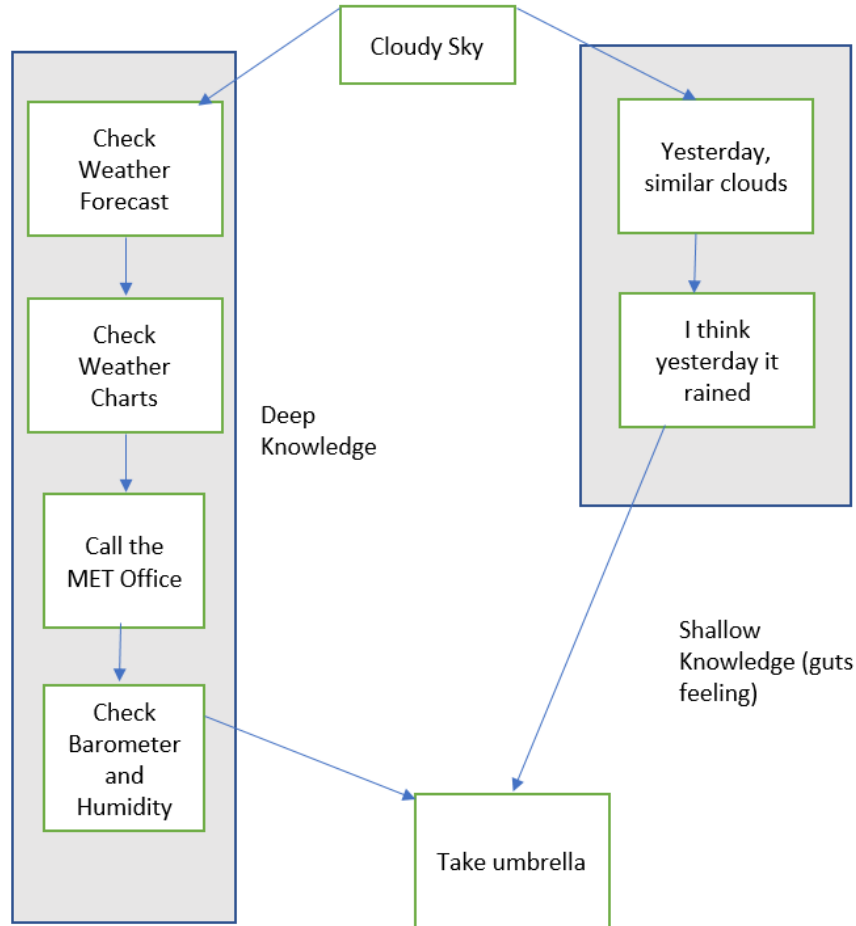 Cloudy Sky
Check
Weather
Forecast
Check
Weather
Charts
Call the
MET Office
Check
Barometer
and
Humidity
Deep
Knowledge
Yesterday,
similar clouds
I think
yesterday it
rained
Shallow
Knowledge (guts
feeling)
Take umbrella